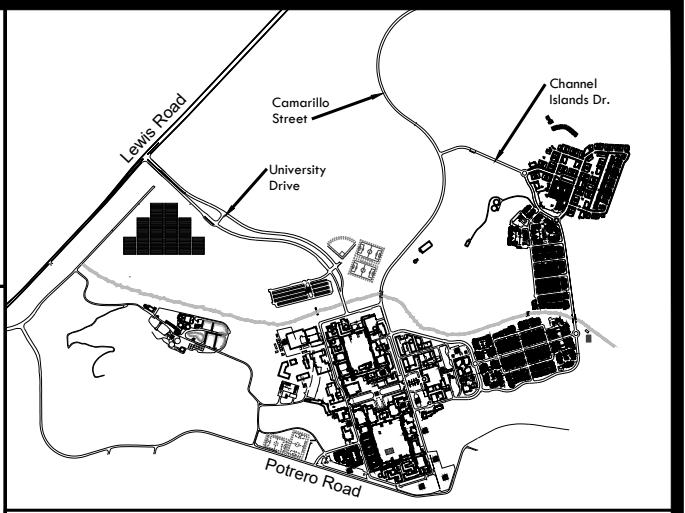 Lewis Road
Camarillo
Street
Channel
Islands Dr.
University
Drive
Potrero Road